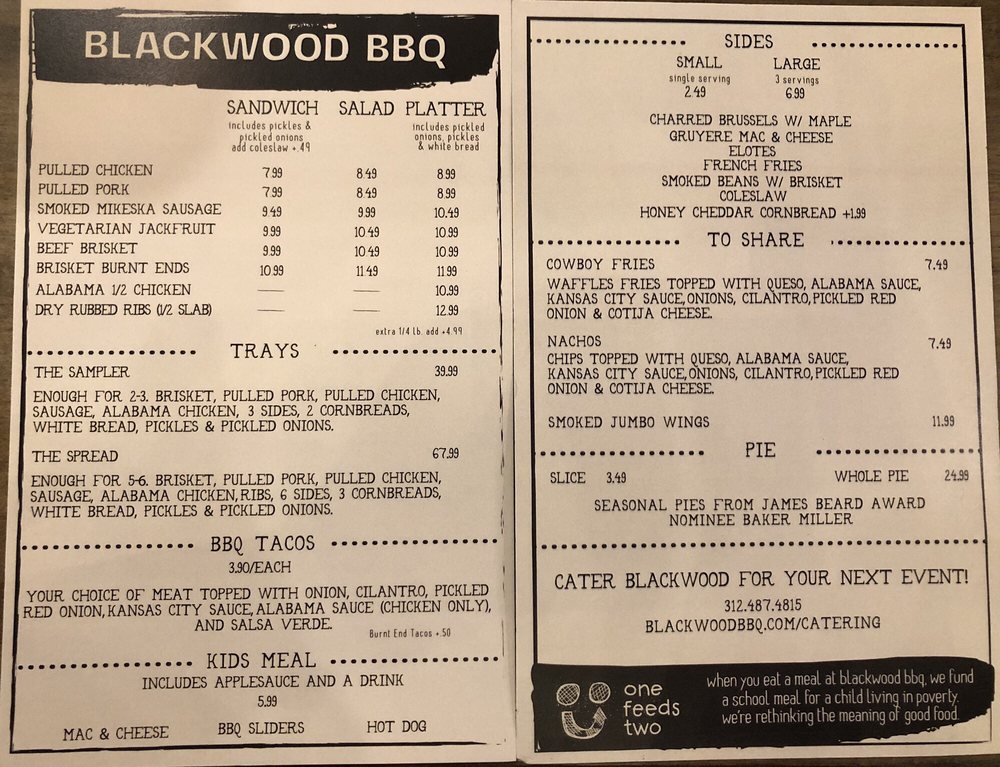 BLACKWOOD BBQ
SANDWICH SALAD PLATTER
includes pickles &
pickled onions
add coleslaw +.49
includes pickled
onions, pickles
& white bread
PULLED CHICKEN 7.99 8.49 8.99
PULLED PORK 7.99 8.49 8.99
SMOKED MIKESKA SAUSAGE 9.49 9.99 10.49
VEGETARIAN JACKFRUIT 9.99 10.49 10.99
BEEF BRISKET 9.99 10.49 10.99
BRISKET BURNT ENDS 10.99 11.49 11.99
ALABAMA 1/2 CHICKEN — — 10.99
DRY RUBBED RIBS (1/2 SLAB) — — 12.99
extra 1/4 lb. add +4.99
TRAYS
THE SAMPLER 39.99
ENOUGH FOR 2-3. BRISKET, PULLED PORK, PULLED CHICKEN,
SAUSAGE, ALABAMA CHICKEN, 3 SIDES, 2 CORNBREADS,
WHITE BREAD, PICKLES & PICKLED ONIONS.
THE SPREAD 67.99
ENOUGH FOR 5-6. BRISKET, PULLED PORK, PULLED CHICKEN,
SAUSAGE, ALABAMA CHICKEN, RIBS, 6 SIDES, 3 CORNBREADS,
WHITE BREAD, PICKLES & PICKLED ONIONS.
BBQ TACOS
3.90/EACH
YOUR CHOICE OF MEAT TOPPED WITH ONION, CILANTRO, PICKLED
RED ONION, KANSAS CITY SAUCE, ALABAMA SAUCE (CHICKEN ONLY),
AND SALSA VERDE.
Burnt End Tacos +.50
KIDS MEAL
INCLUDES APPLESAUCE AND A DRINK
5.99
MAC & CHEESE BBQ SLIDERS HOT DOG
SIDES
SMALL LARGE
single serving 3 servings
2.49 6.99
CHARRED BRUSSELS W/ MAPLE
GRUYERE MAC & CHEESE
ELOTES
FRENCH FRIES
SMOKED BEANS W/ BRISKET
COLESLAW
HONEY CHEDDAR CORNBREAD +1.99
TO SHARE
COWBOY FRIES 7.49
WAFFLES FRIES TOPPED WITH QUESO, ALABAMA SAUCE,
KANSAS CITY SAUCE, ONIONS, CILANTRO, PICKLED RED
ONION & COTIJA CHEESE.
NACHOS 7.49
CHIPS TOPPED WITH QUESO, ALABAMA SAUCE,
KANSAS CITY SAUCE, ONIONS, CILANTRO, PICKLED RED
ONION & COTIJA CHEESE.
SMOKED JUMBO WINGS 11.99
PIE
SLICE 3.49 WHOLE PIE 24.99
SEASONAL PIES FROM JAMES BEARD AWARD
NOMINEE BAKER MILLER
CATER BLACKWOOD FOR YOUR NEXT EVENT!
312.487.4815
BLACKWOODBBQ.COM/CATERING
one
feeds
two
when you eat a meal at blackwood bbq, we fund
a school meal for a child living in poverty.
we're rethinking the meaning of good food.